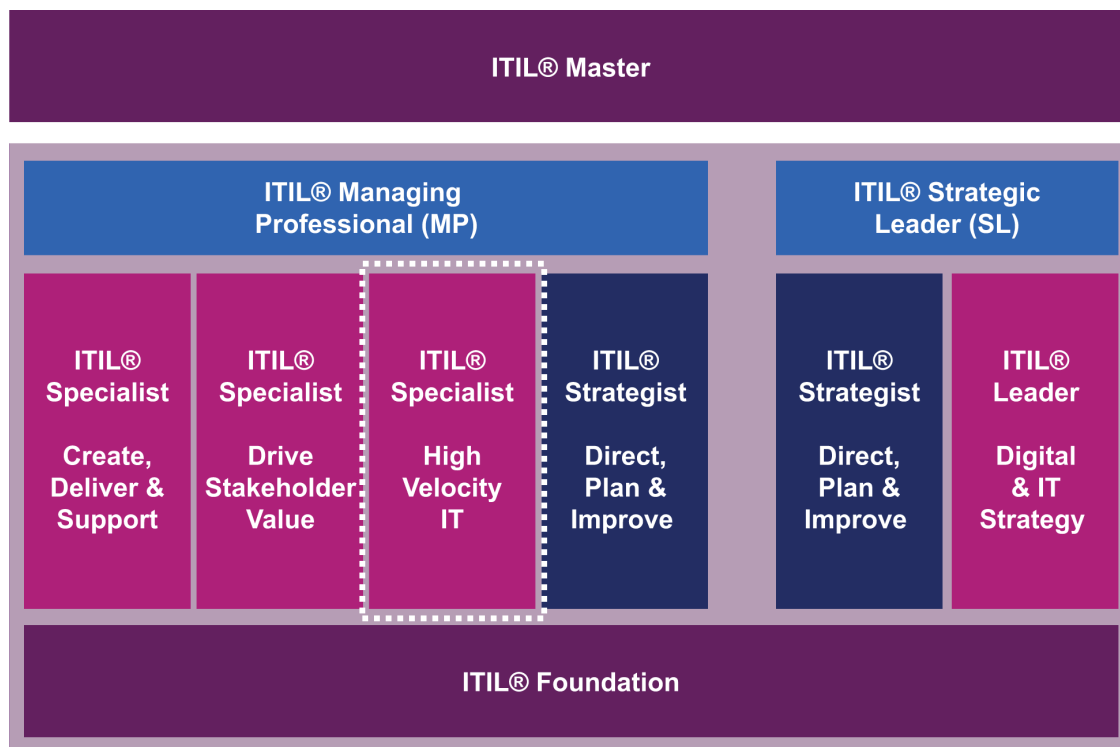 ITIL® Master
ITIL® Managing
Professional (MP)
ITIL® Strategic
Leader (SL)
ITIL®
Specialist
Create,
Deliver &
Support
ITIL®
Specialist
Drive
Stakeholder
Value
ITIL®
Specialist
High
Velocity
IT
ITIL®
Strategist
Direct,
Plan &
Improve
ITIL®
Strategist
Direct,
Plan &
Improve
ITIL®
Leader
Digital
& IT
Strategy
ITIL® Foundation